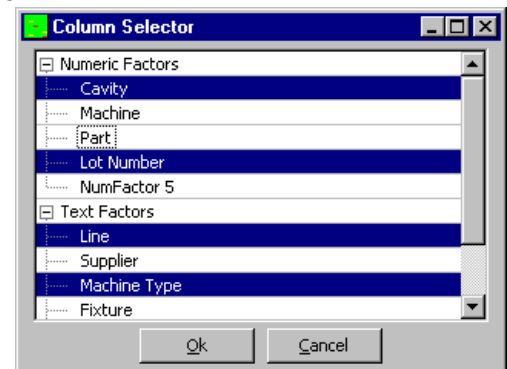 Column Selector
Numeric Factors
Cavity
Machine
Part
Lot Number
NumFactor 5
Text Factors
Line
Supplier
Machine Type
Fixture
Ok Cancel